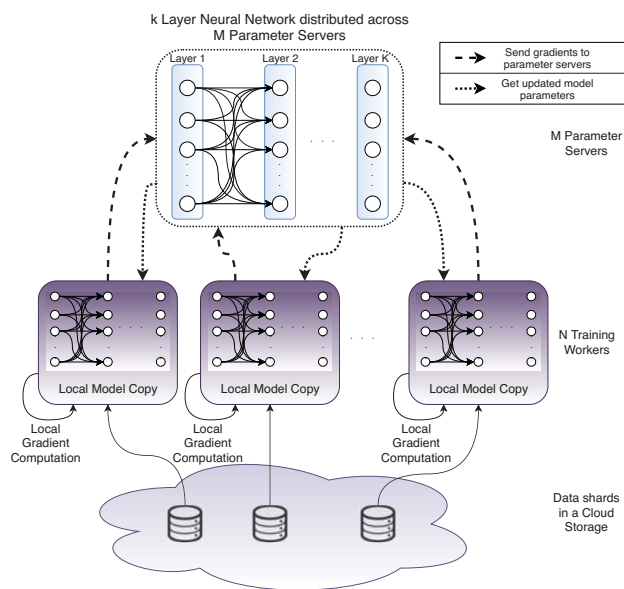 k Layer Neural Network distributed across
M Parameter Servers
Layer 1
Layer 2
Layer K
Send gradients to
parameter servers
Get updated model
parameters
M Parameter
Servers
N Training
Workers
Local Model Copy
Local Model Copy
Local Model Copy
Local
Gradient
Computation
Local
Gradient
Computation
Local
Gradient
Computation
Data shards
in a Cloud
Storage